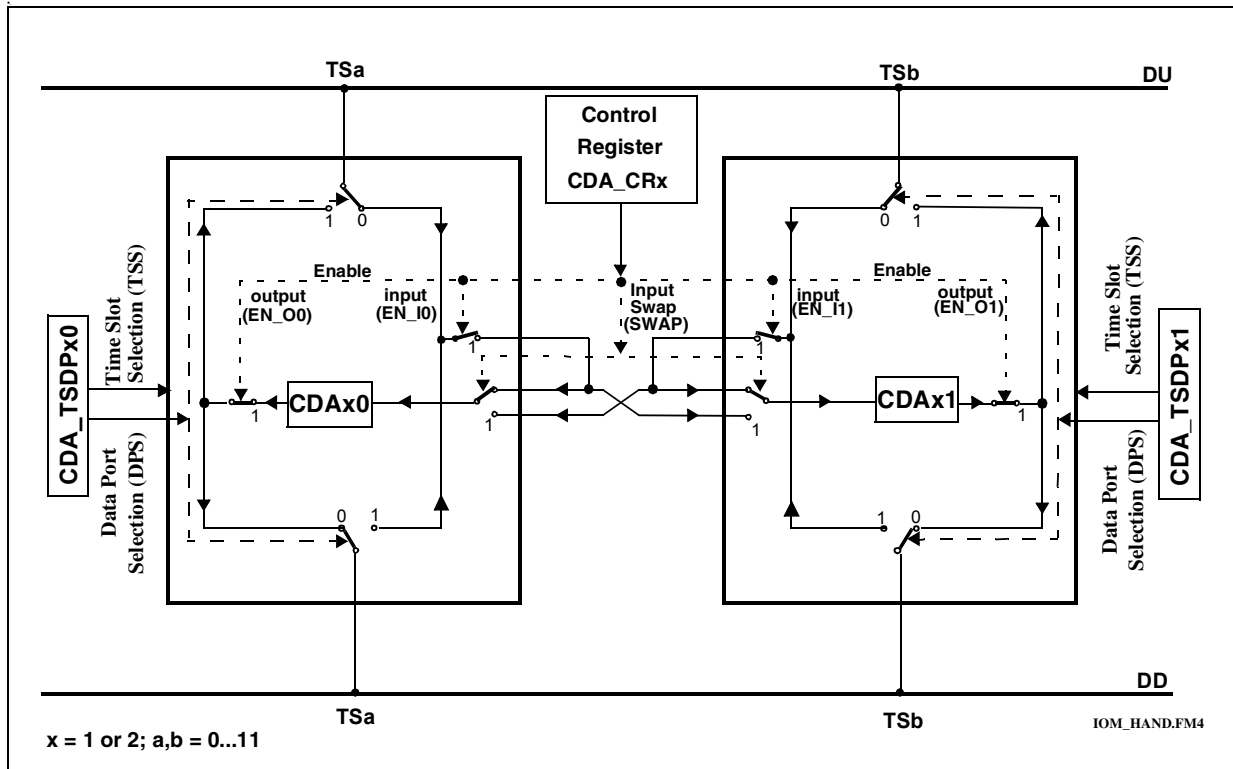 TSa
TSb
DU
Control
Register
CDA_CRx
1
0
0
1
Enable
Enable
output
(EN_O0)
input
(EN_I0)
Input
Swap
(SWAP)
input
(EN_I1)
output
(EN_O1)
Time Slot
Selection (TSS)
Time Slot
Selection (TSS)
CDA_TSDPx0
CDA_TSDPx1
1
1
1
CDAx0
1
1
CDAx1
1
Data Port
Selection (DPS)
Data Port
Selection (DPS)
0
1
1
0
DD
TSa
TSb
IOM_HAND.FM4
x = 1 or 2; a,b = 0...11